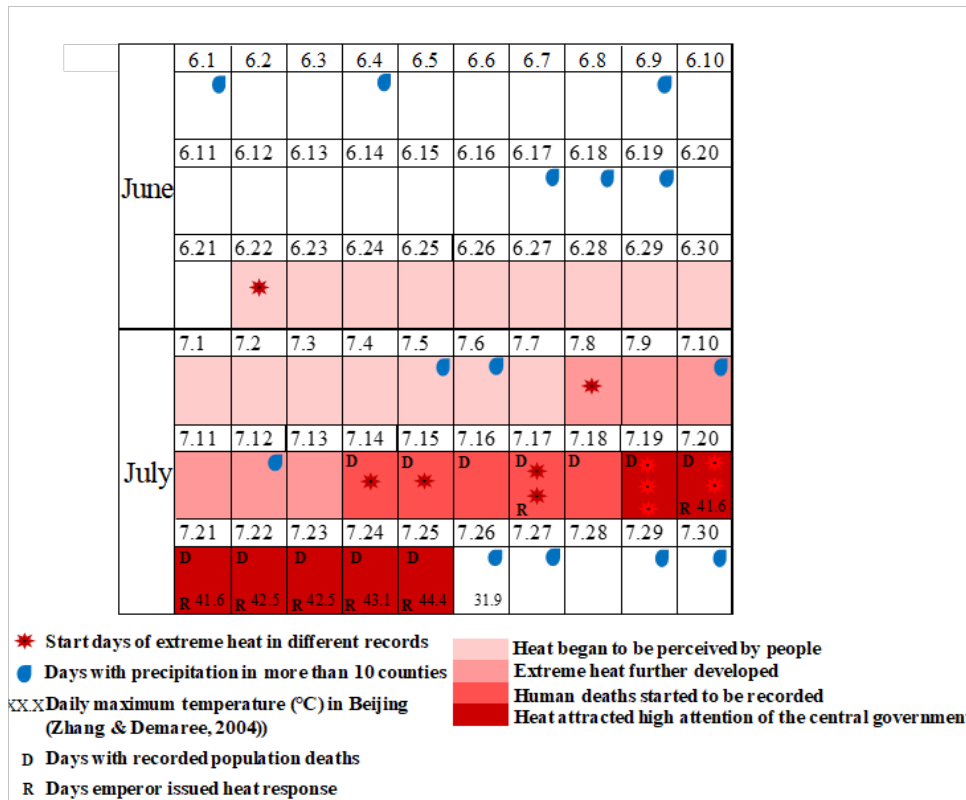 6.1 6.2 6.3 6.4 6.5 6.6 6.7 6.8 6.9 6.10
6.11 6.12 6.13 6.14 6.15 6.16 6.17 6.18 6.19 6.20
June
6.21 6.22 6.23 6.24 6.25 6.26 6.27 6.28 6.29 6.30
7.1 7.2 7.3 7.4 7.5 7.6 7.7 7.8 7.9 7.10
7.11 7.12 7.13 7.14 7.15 7.16 7.17 7.18 7.19 7.20
July
D D D D D D D
R R 41.6
7.21 7.22 7.23 7.24 7.25 7.26 7.27 7.28 7.29 7.30
D D D D D
R 41.6 R 42.5 R 42.5 R 43.1 R 44.4 31.9
Start days of extreme heat in different records
Days with precipitation in more than 10 counties
XX.X Daily maximum temperature (°C) in Beijing
(Zhang & Demaree, 2004))
D Days with recorded population deaths
R Days emperor issued heat response
Heat began to be perceived by people
Extreme heat further developed
Human deaths started to be recorded
Heat attracted high attention of the central government